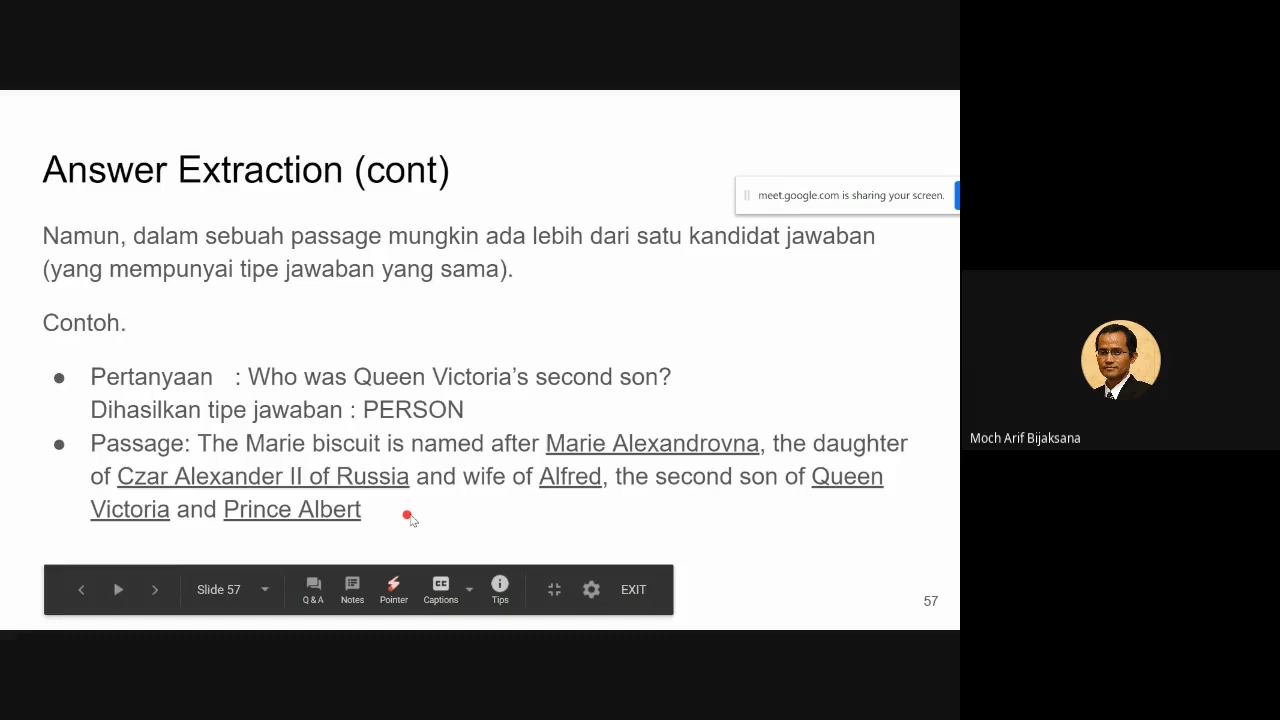 Answer Extraction (cont)
meet.google.com is sharing your screen.
Namun, dalam sebuah passage mungkin ada lebih dari satu kandidat jawaban
(yang mempunyai tipe jawaban yang sama).
Contoh.
● Pertanyaan : Who was Queen Victoria’s second son?
Dihasilkan tipe jawaban : PERSON
● Passage: The Marie biscuit is named after Marie Alexandrovna, the daughter
of Czar Alexander II of Russia and wife of Alfred, the second son of Queen
Victoria and Prince Albert
Moch Arif Bijaksana
Slide 57
Q & A
Notes
Pointer
CC
Captions
Tips
EXIT
57